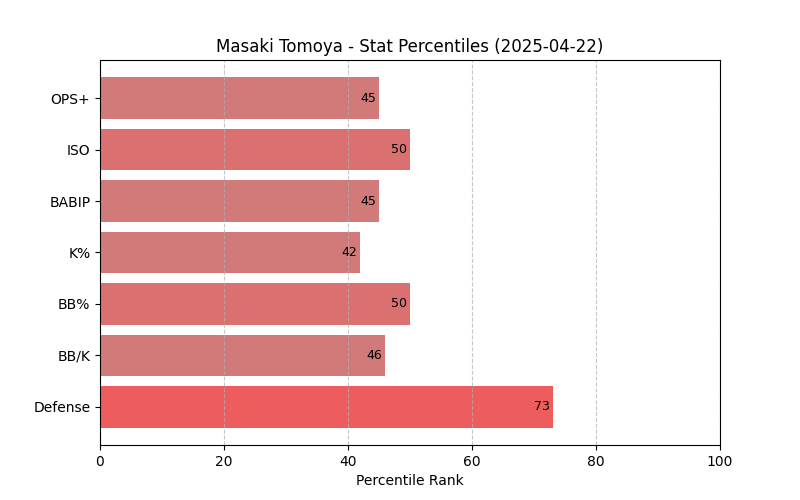 Masaki Tomoya - Stat Percentiles (2025-04-22)
OPS+ 45
ISO 50
BABIP 45
K% 42
BB% 50
BB/K 46
Defense 73
0 20 40 60 80 100
Percentile Rank